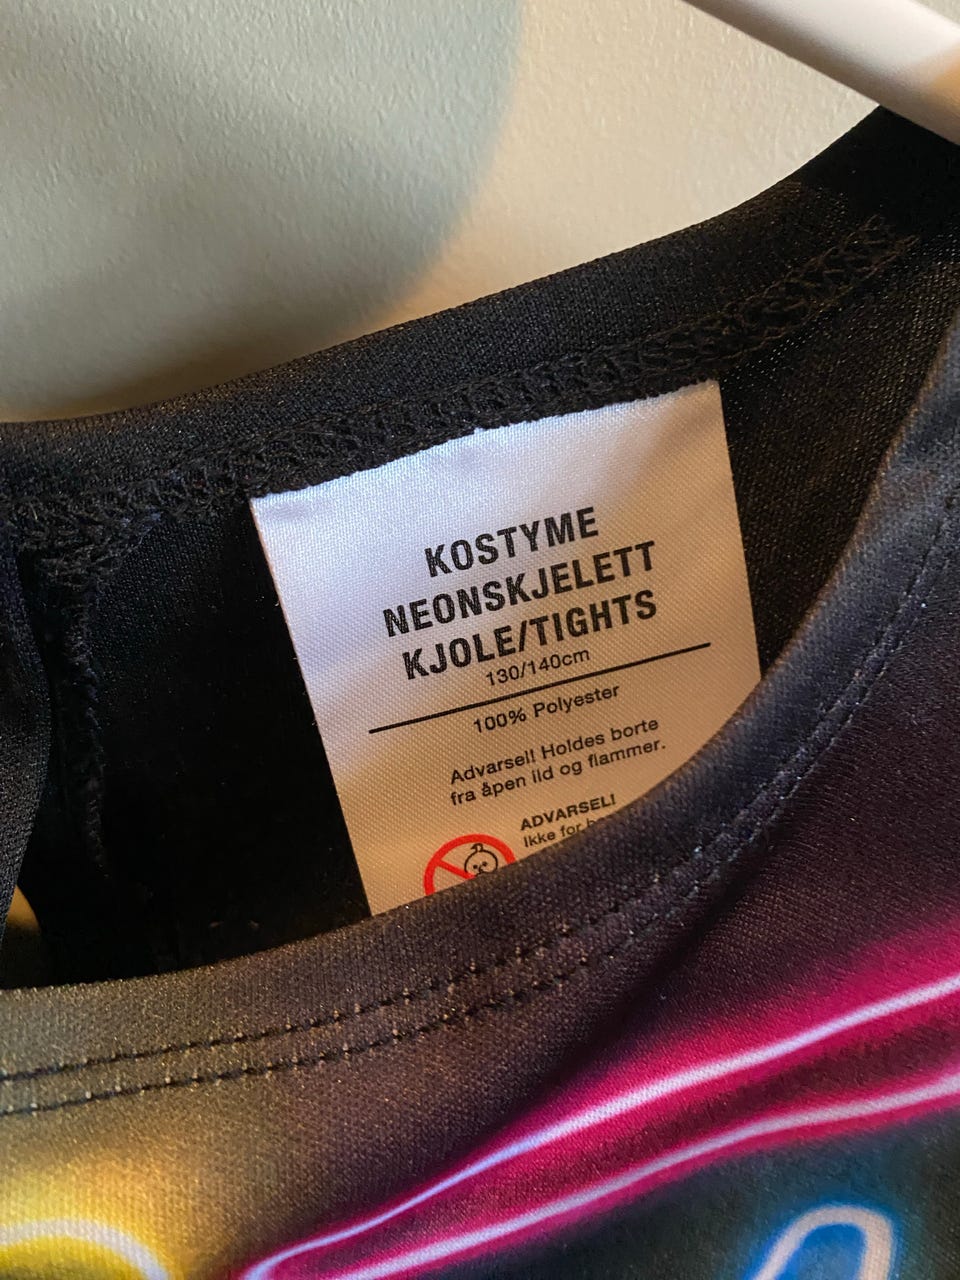 KOSTYME
NEONSKJELETT
KJOLE/TIGHTS
130/140cm
100% Polyester
Advarsel! Holdes borte
fra åpen ild og flammer.
ADVARSEL!
Ikke for